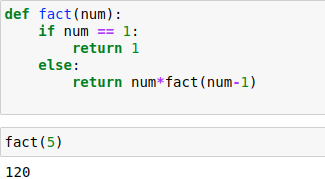 def fact(num):
    if num == 1:
        return 1
    else:
        return num*fact(num-1)
fact(5)
120